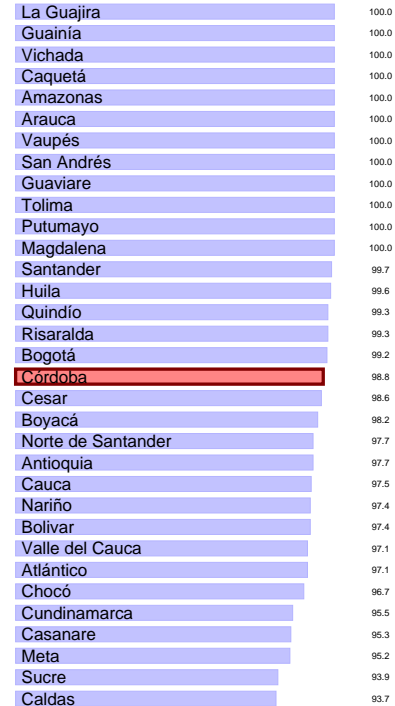 La Guajira 100.0
Guainía 100.0
Vichada 100.0
Caquetá 100.0
Amazonas 100.0
Arauca 100.0
Vaupés 100.0
San Andrés 100.0
Guaviare 100.0
Tolima 100.0
Putumayo 100.0
Magdalena 100.0
Santander 99.7
Huila 99.6
Quindío 99.3
Risaralda 99.3
Bogotá 99.2
Córdoba 98.8
Cesar 98.6
Boyacá 98.2
Norte de Santander 97.7
Antioquia 97.7
Cauca 97.5
Nariño 97.4
Bolivar 97.4
Valle del Cauca 97.1
Atlántico 97.1
Chocó 96.7
Cundinamarca 95.5
Casanare 95.3
Meta 95.2
Sucre 93.9
Caldas 93.7